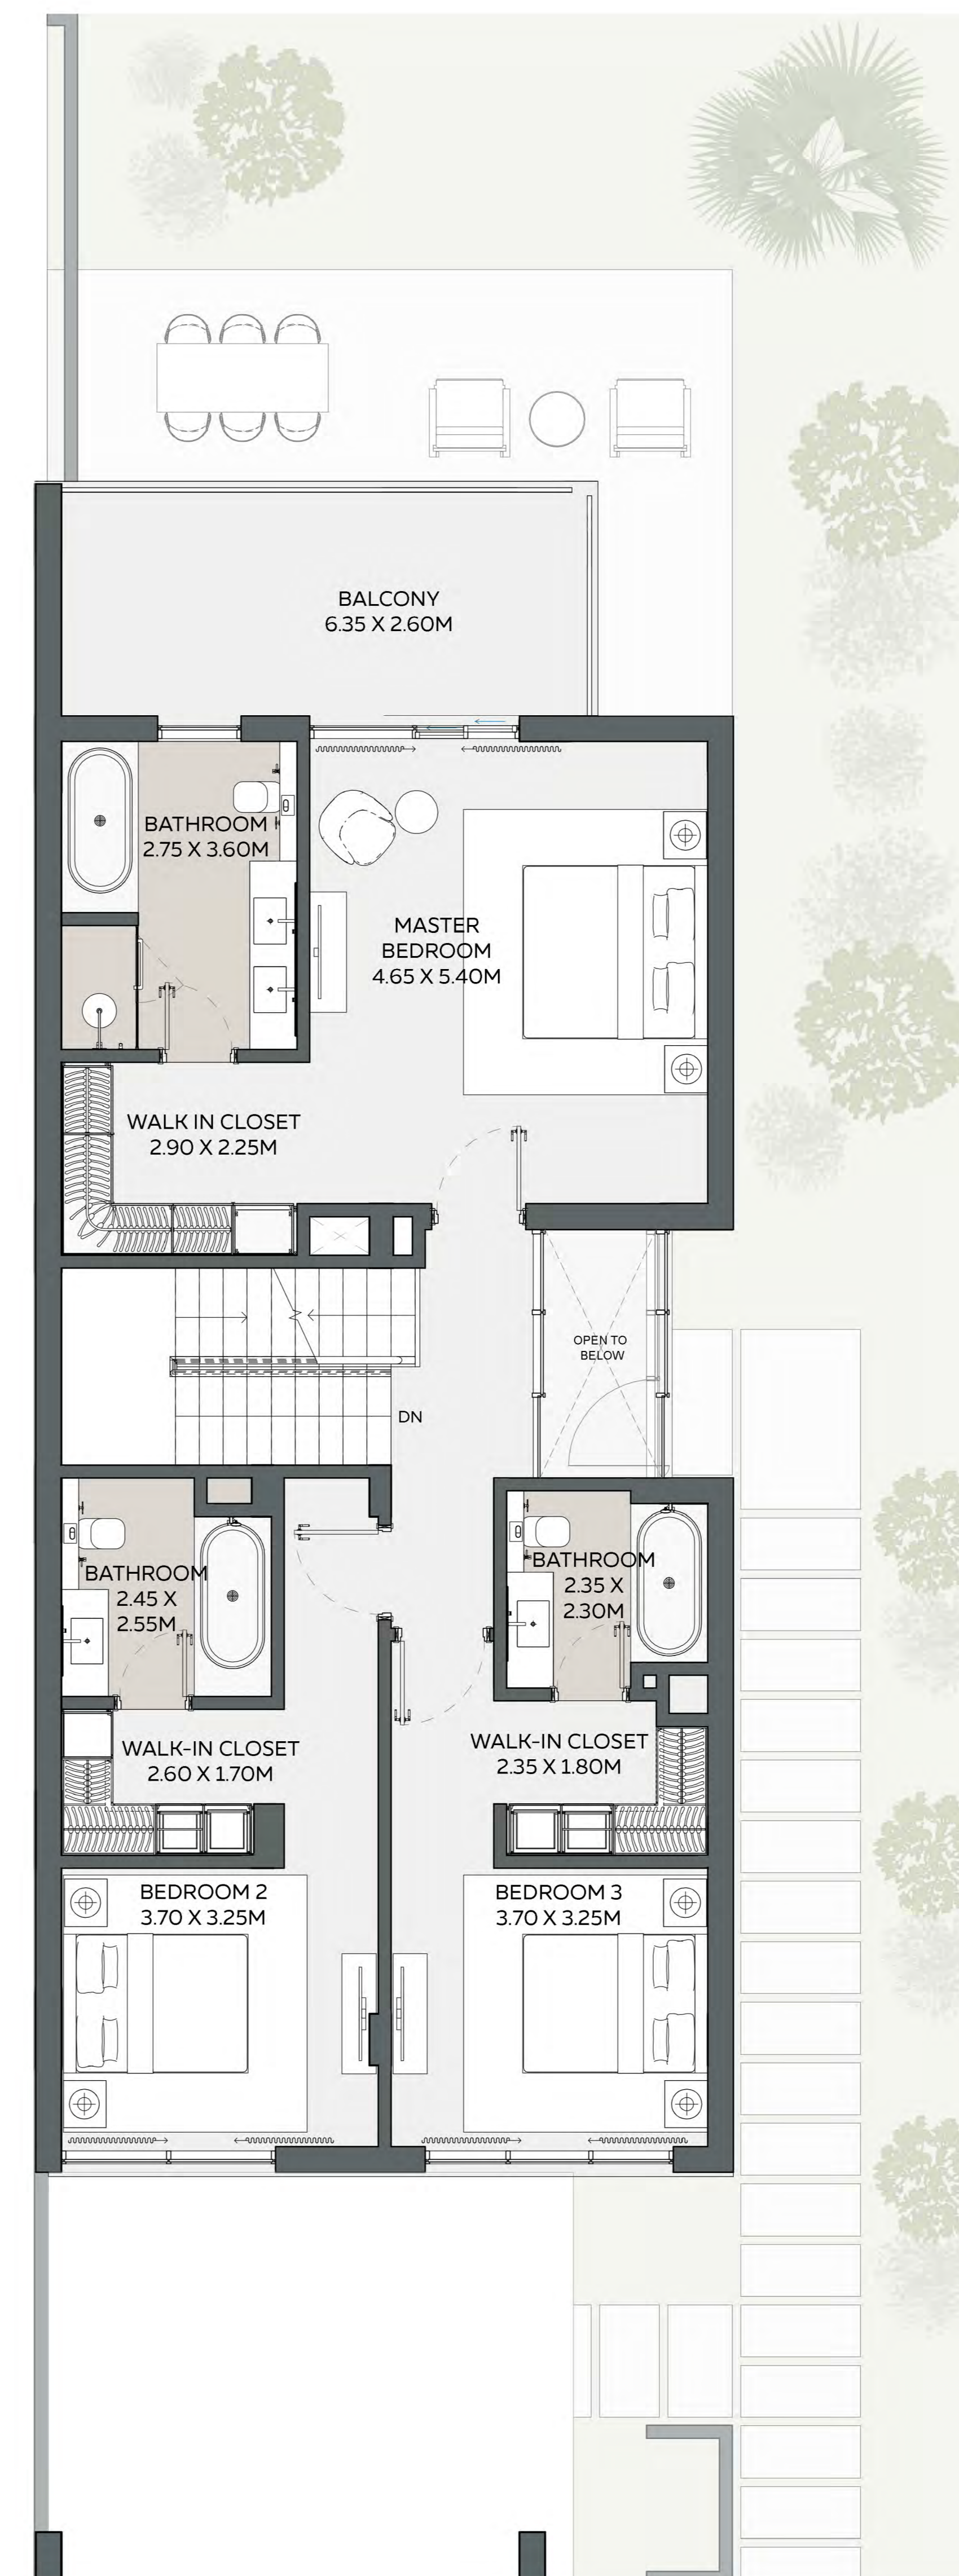 BALCONY
6.35 X 2.60M
BATHROOM
2.75 X 3.60M
MASTER
BEDROOM
4.65 X 5.40M
WALK IN CLOSET
2.90 X 2.25M
OPEN TO
BELOW
DN
BATHROOM
2.45 X
2.55M
BATHROOM
2.35 X
2.30M
WALK-IN CLOSET
2.60 X 1.70M
WALK-IN CLOSET
2.35 X 1.80M
BEDROOM 2
3.70 X 3.25M
BEDROOM 3
3.70 X 3.25M